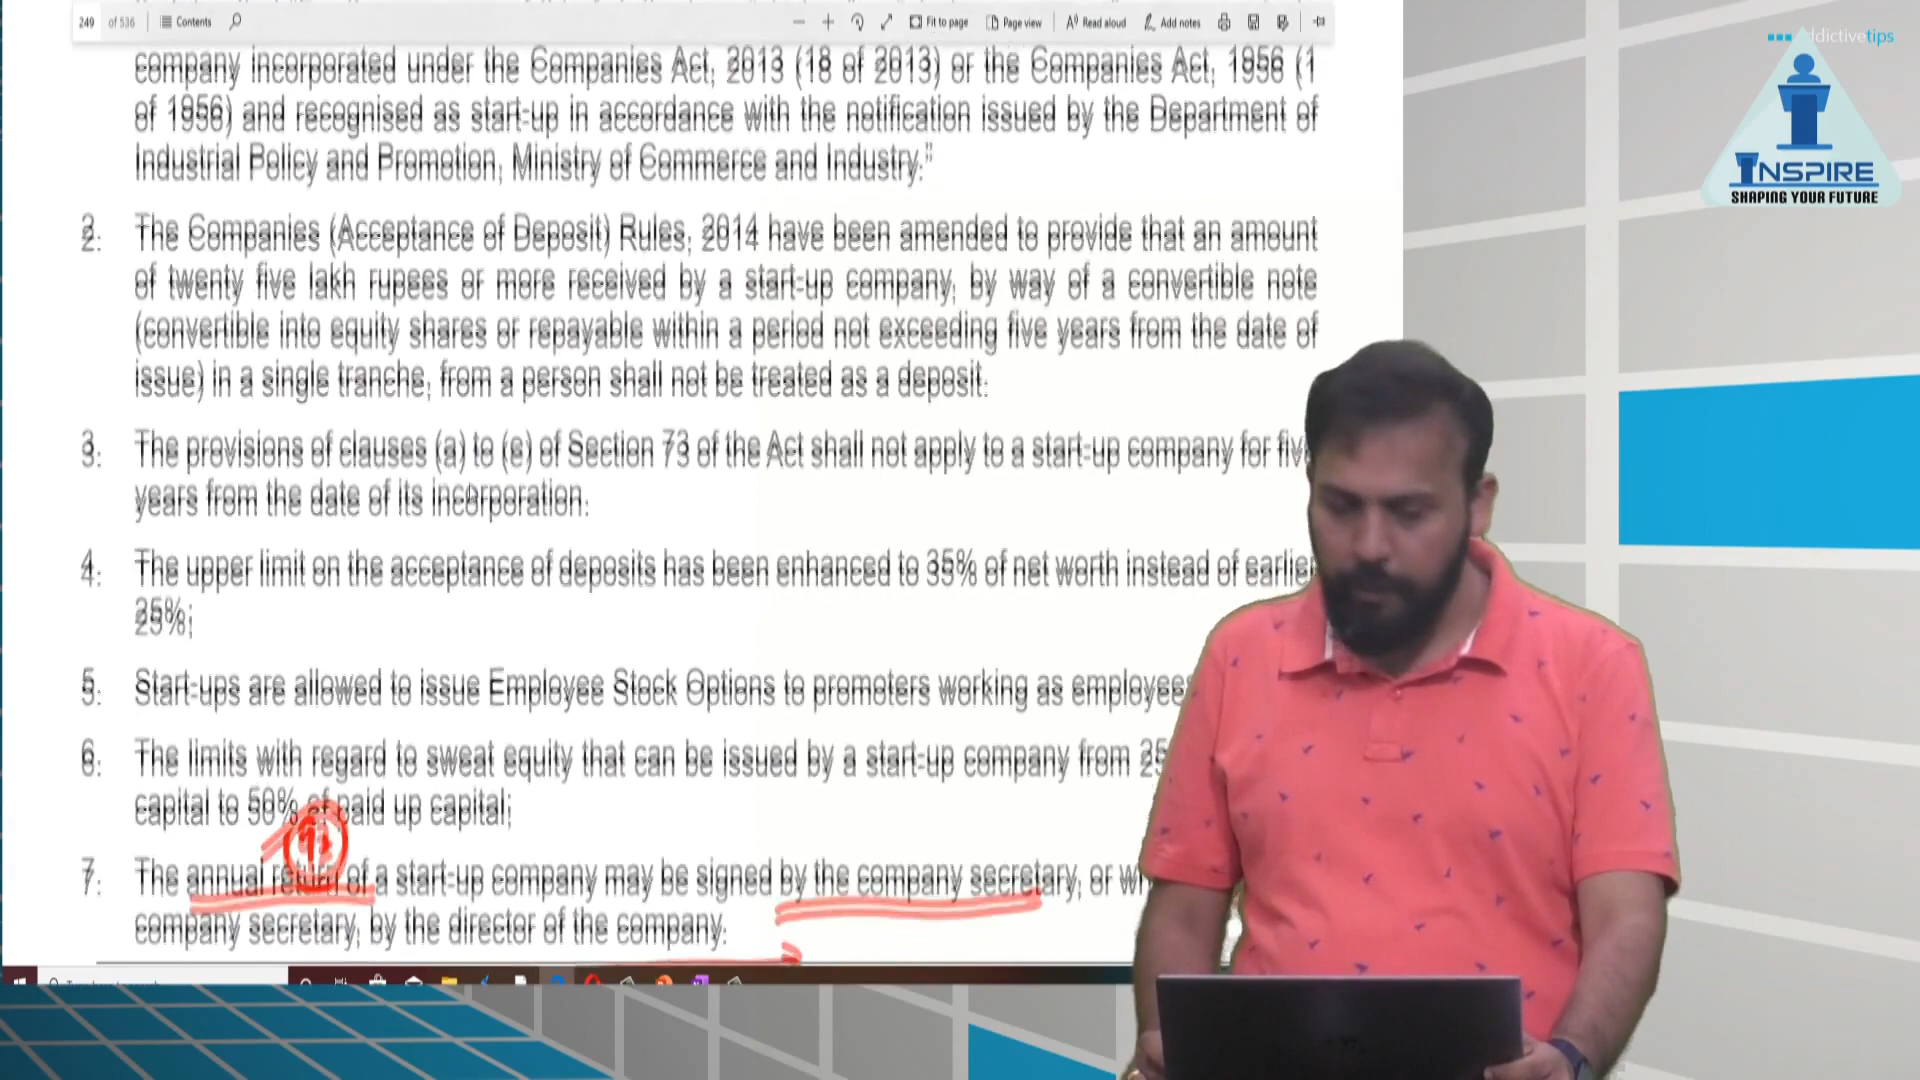 249 of 536 Contents Fit to page Page view Read aloud Add notes
addictivetips
INSPIRE
SHAPING YOUR FUTURE
company incorporated under the Companies Act, 2013 (18 of 2013) or the Companies Act, 1956 (1
of 1956) and recognised as start-up in accordance with the notification issued by the Department of
Industrial Policy and Promotion, Ministry of Commerce and Industry."
2. The Companies (Acceptance of Deposit) Rules, 2014 have been amended to provide that an amount
of twenty five lakh rupees or more received by a start-up company, by way of a convertible note
(convertible into equity shares or repayable within a period not exceeding five years from the date of
issue) in a single tranche, from a person shall not be treated as a deposit.
3. The provisions of clauses (a) to (e) of Section 73 of the Act shall not apply to a start-up company for
years from the date of its incorporation.
4. The upper limit on the acceptance of deposits has been enhanced to 35% of net worth instead of earlier
25%;
5. Start-ups are allowed to issue Employee Stock Options to promoters working as employees
6. The limits with regard to sweat equity that can be issued by a start-up company from
capital to 50% of paid up capital;
7. The annual return of a start-up company may be signed by the company secretary, or
company secretary, by the director of the company.